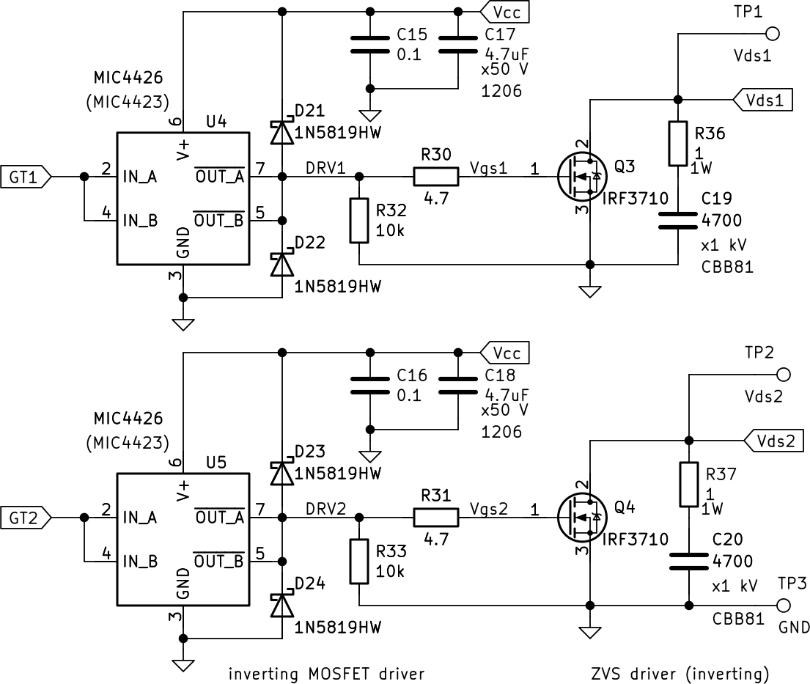 Vcc
TP1
C15
0.1
C17
4.7uF
x50 V
1206
Vds1
MIC4426
(MIC4423)
D21
1N5819HW
Vds1
6
U4
V+
2
R36
1
1W
GT1
2
IN_A
OUT_A
7
DRV1
R30
4.7
Vgs1
1
Q3
IRF3710
4
IN_B
OUT_B
5
R32
10k
3
C19
4700
x1 kV
CBB81
GND
3
D22
1N5819HW
Vcc
TP2
C16
0.1
C18
4.7uF
x50 V
1206
Vds2
MIC4426
(MIC4423)
D23
1N5819HW
Vds2
6
U5
V+
2
R37
1
1W
GT2
2
IN_A
OUT_A
7
DRV2
R31
4.7
Vgs2
1
Q4
IRF3710
4
IN_B
OUT_B
5
R33
10k
3
C20
4700
x1 kV
CBB81
TP3
GND
GND
3
D24
1N5819HW
inverting MOSFET driver
ZVS driver (inverting)